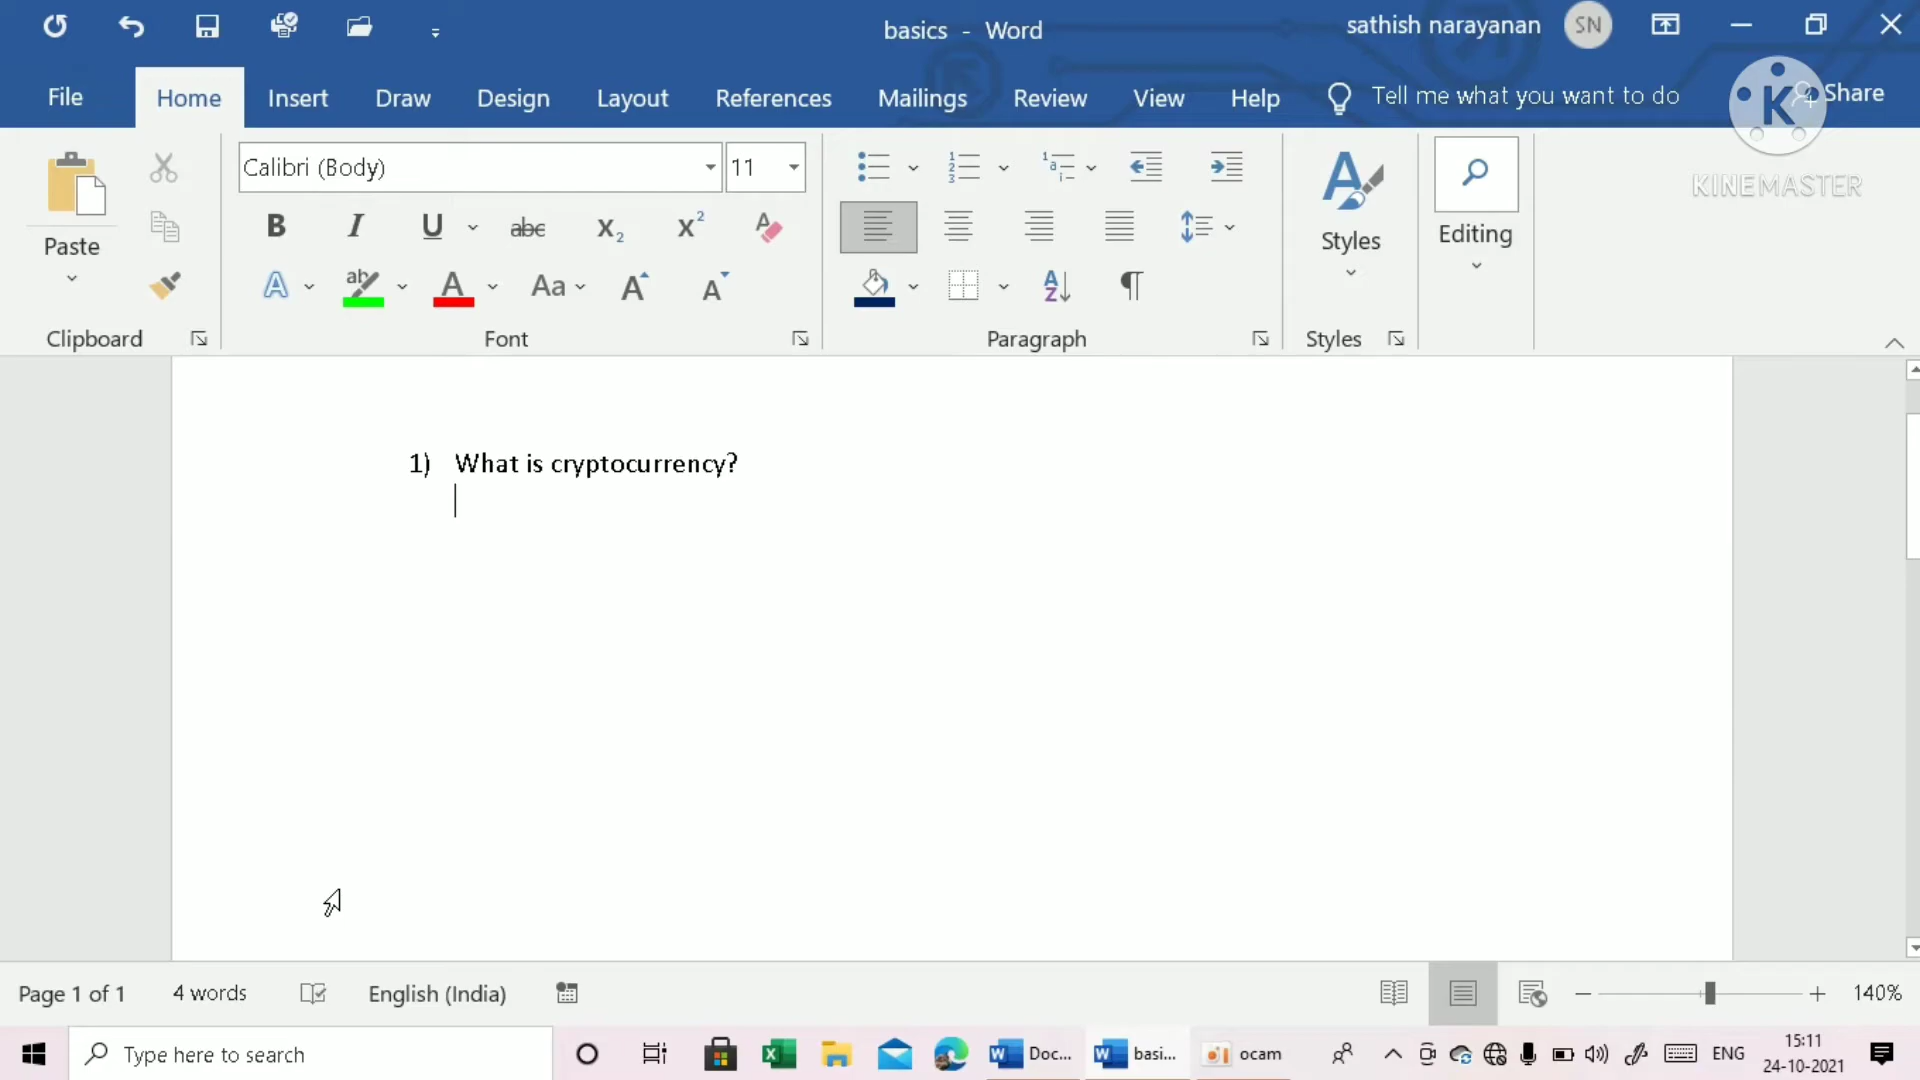 basics - Word
sathish narayanan SN
File Home Insert Draw Design Layout References Mailings Review View Help Tell me what you want to do Share
K
KINEMASTER
Calibri (Body) 11
Paste
B I U abc X₂ X² A
A ab A Aa A A
A Z
Styles
Editing
Clipboard Font Paragraph Styles
1) What is cryptocurrency?
Page 1 of 1 4 words English (India) 140%
Type here to search Doc... basi... ocam ENG 15:11
24-10-2021